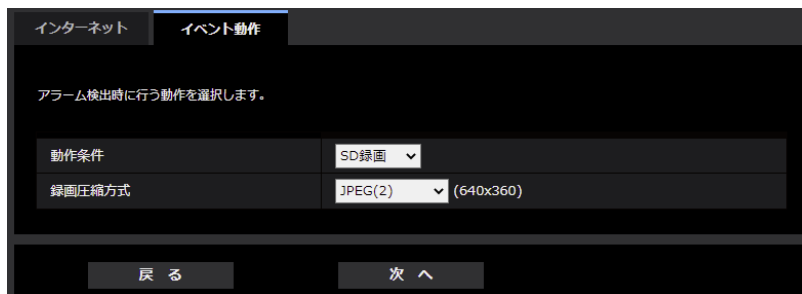 インターネット イベント動作
アラーム検出時に行う動作を選択します。
動作条件 SD録画
録画圧縮方式 JPEG(2) (640x360)
戻 る 次 へ